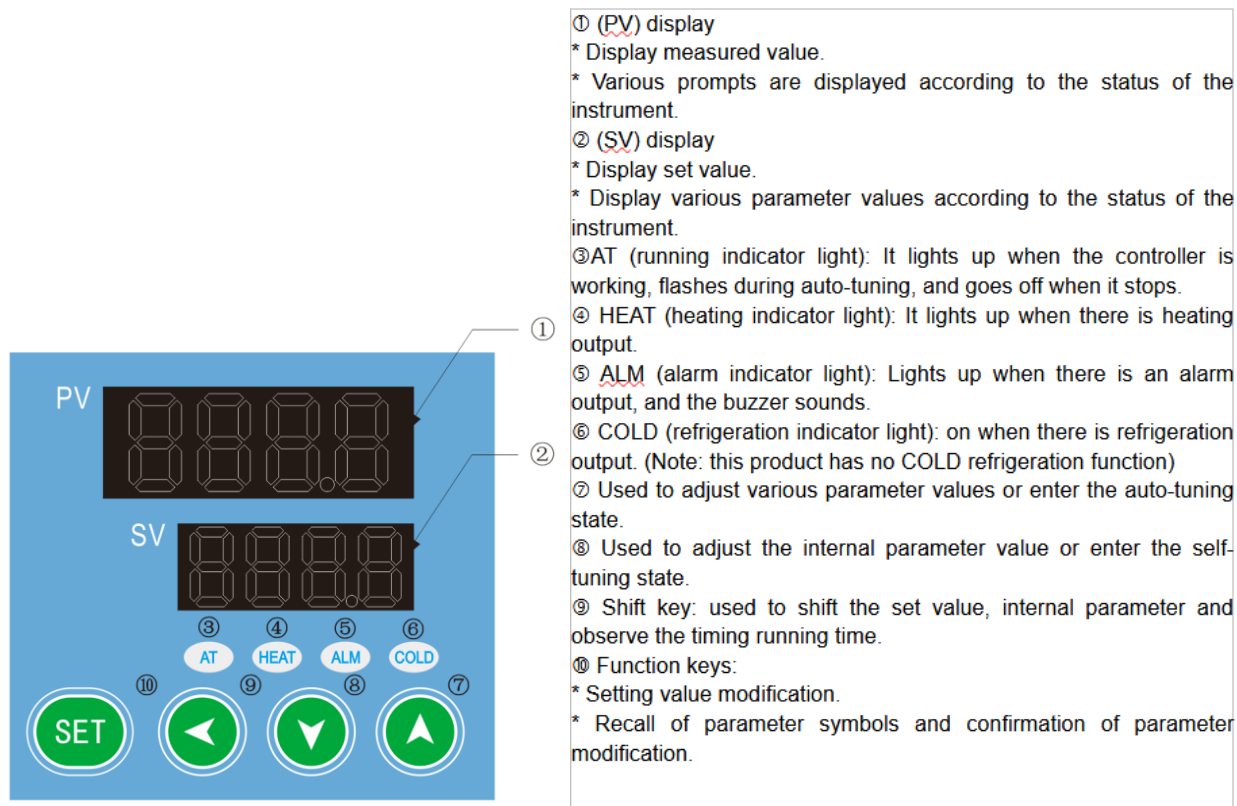 ① (PV) display
* Display measured value.
* Various prompts are displayed according to the status of the
instrument.
② (SV) display
* Display set value.
* Display various parameter values according to the status of the
instrument.
③AT (running indicator light): It lights up when the controller is
working, flashes during auto-tuning, and goes off when it stops.
④ HEAT (heating indicator light): It lights up when there is heating
output.
⑤ ALM (alarm indicator light): Lights up when there is an alarm
output, and the buzzer sounds.
⑥ COLD (refrigeration indicator light): on when there is refrigeration
output. (Note: this product has no COLD refrigeration function)
⑦ Used to adjust various parameter values or enter the auto-tuning
state.
⑧ Used to adjust the internal parameter value or enter the self-
tuning state.
⑨ Shift key: used to shift the set value, internal parameter and
observe the timing running time.
⑩ Function keys:
* Setting value modification.
* Recall of parameter symbols and confirmation of parameter
modification.
①
PV
②
SV
③ ④ ⑤ ⑥
AT HEAT ALM COLD
⑩ ⑨ ⑧ ⑦
SET